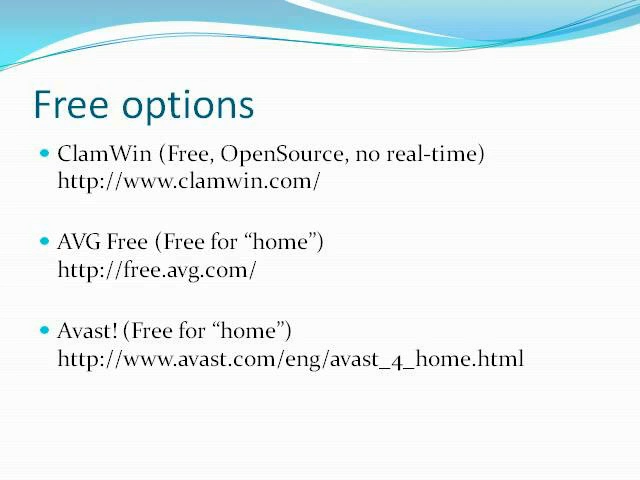 Free options
ClamWin (Free, OpenSource, no real-time)
http://www.clamwin.com/
AVG Free (Free for “home”)
http://free.avg.com/
Avast! (Free for “home”)
http://www.avast.com/eng/avast_4_home.html